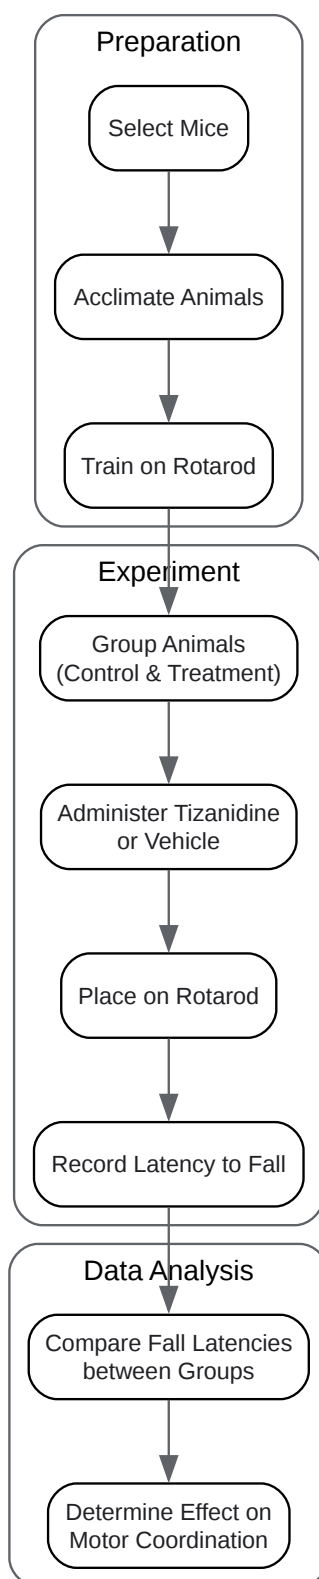 Preparation
Select Mice
Acclimate Animals
Train on Rotarod
Experiment
Group Animals
(Control & Treatment)
Administer Tizanidine
or Vehicle
Place on Rotarod
Record Latency to Fall
Data Analysis
Compare Fall Latencies
between Groups
Determine Effect on
Motor Coordination